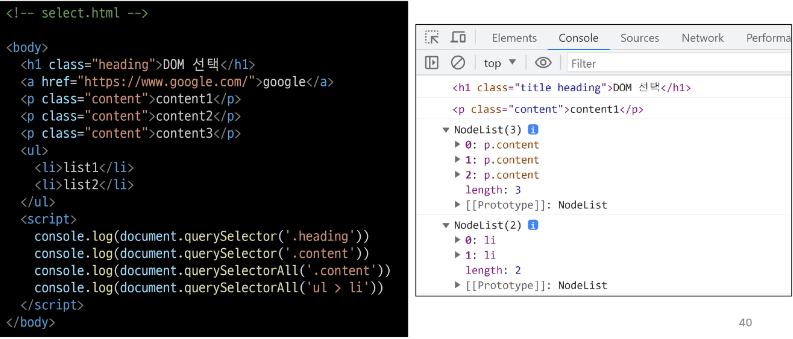 <!-- select.html -->
<body>
<h1 class="heading">DOM 선택</h1>
<a href="https://www.google.com/">google</a>
<p class="content">content1</p>
<p class="content">content2</p>
<p class="content">content3</p>
<ul>
<li>list1</li>
<li>list2</li>
</ul>
<script>
console.log(document.querySelector('.heading'))
console.log(document.querySelector('.content'))
console.log(document.querySelectorAll('.content'))
console.log(document.querySelectorAll('ul > li'))
</script>
</body>
Elements Console Sources Network Performa
top Filter
<h1 class="title heading">DOM 선택</h1>
<p class="content">content1</p>
NodeList(3) i
0: p.content
1: p.content
2: p.content
length: 3
[[Prototype]]: NodeList
NodeList(2) i
0: li
1: li
length: 2
[[Prototype]]: NodeList
40